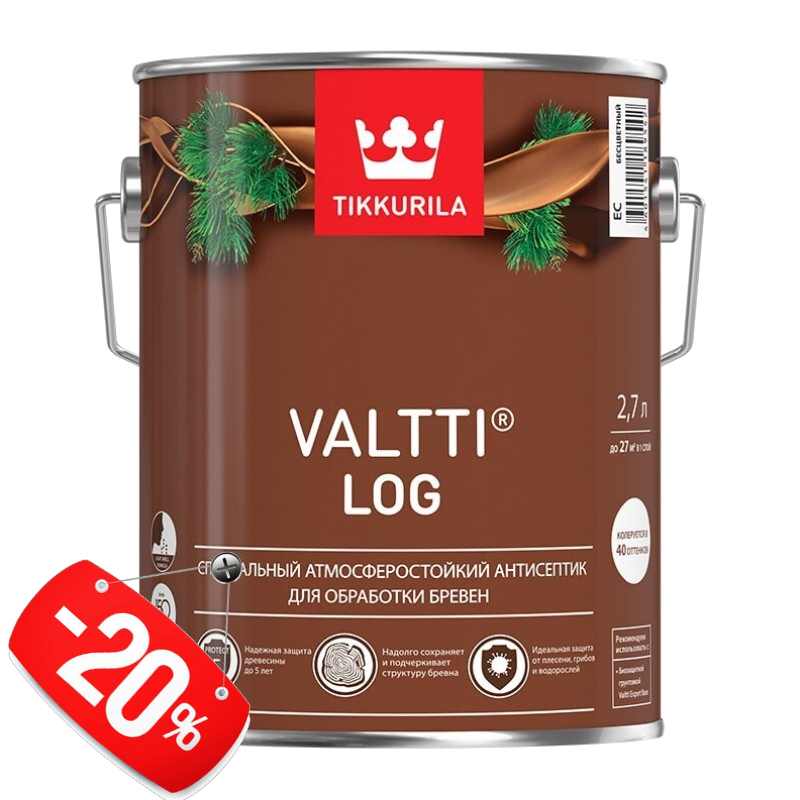 TIKKURILA
БЕСЦВЕТНЫЙ
EC
VALTTI®
LOG
2,7 л
до 27 м² в 1 слой
КОЛЕРУЕТСЯ В
40 ОТТЕНКОВ
АТМОСФЕРОСТОЙКИЙ АНТИСЕПТИК
ДЛЯ ОБРАБОТКИ БРЕВЕН
PROTECT
Надежная защита
древесины
до 5 лет
Надолго сохраняет
и подчеркивает
структуру бревна
Идеальная защита
от плесени, грибов
и водорослей
Рекомендуем
использовать с
• Биозащитной
грунтовкой
Valtti Expert Base
-20%